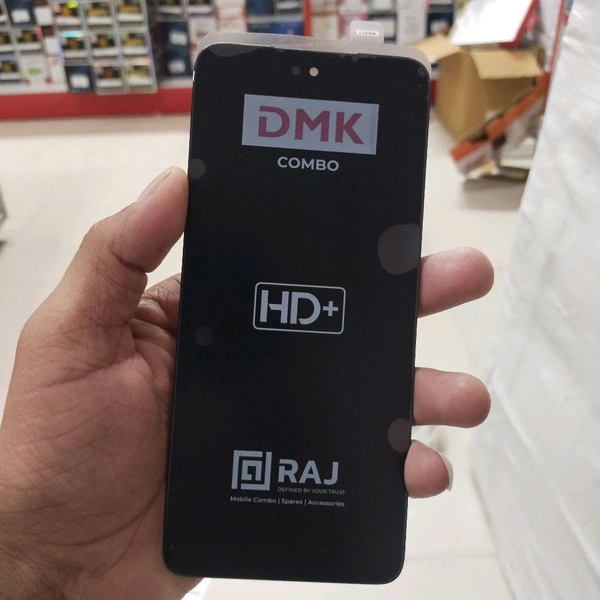 DMK
COMBO
HD+
RAJ
DEFINED BY YOUR TRUST
Mobile Combo | Spares | Accessories